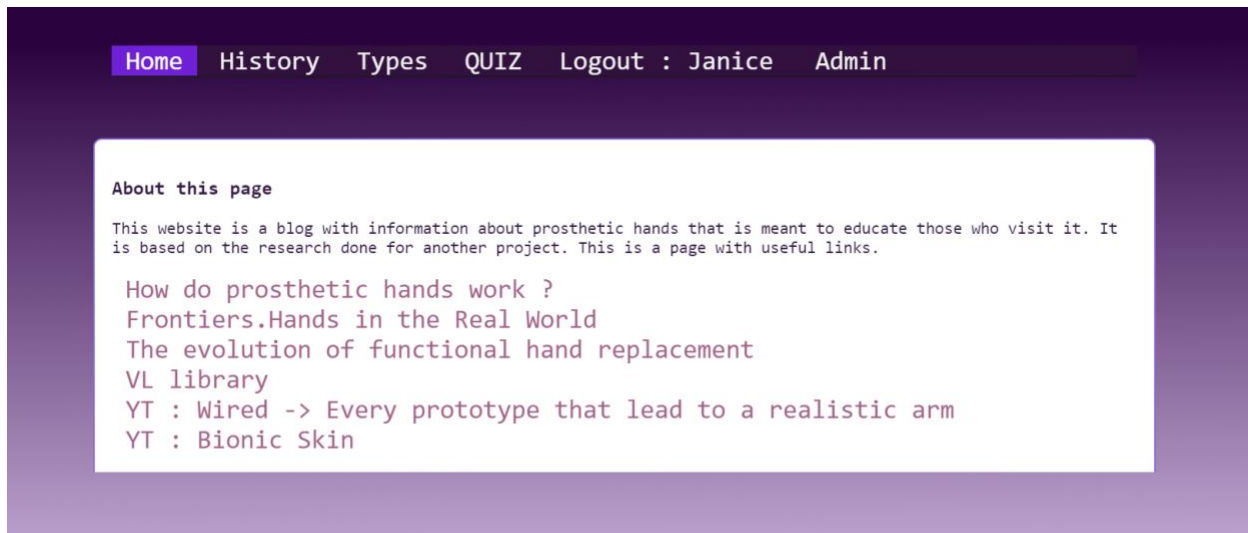 Home History Types QUIZ Logout : Janice Admin
About this page
This website is a blog with information about prosthetic hands that is meant to educate those who visit it. It
is based on the research done for another project. This is a page with useful links.
How do prosthetic hands work ?
Frontiers.Hands in the Real World
The evolution of functional hand replacement
VL library
YT : Wired -> Every prototype that lead to a realistic arm
YT : Bionic Skin